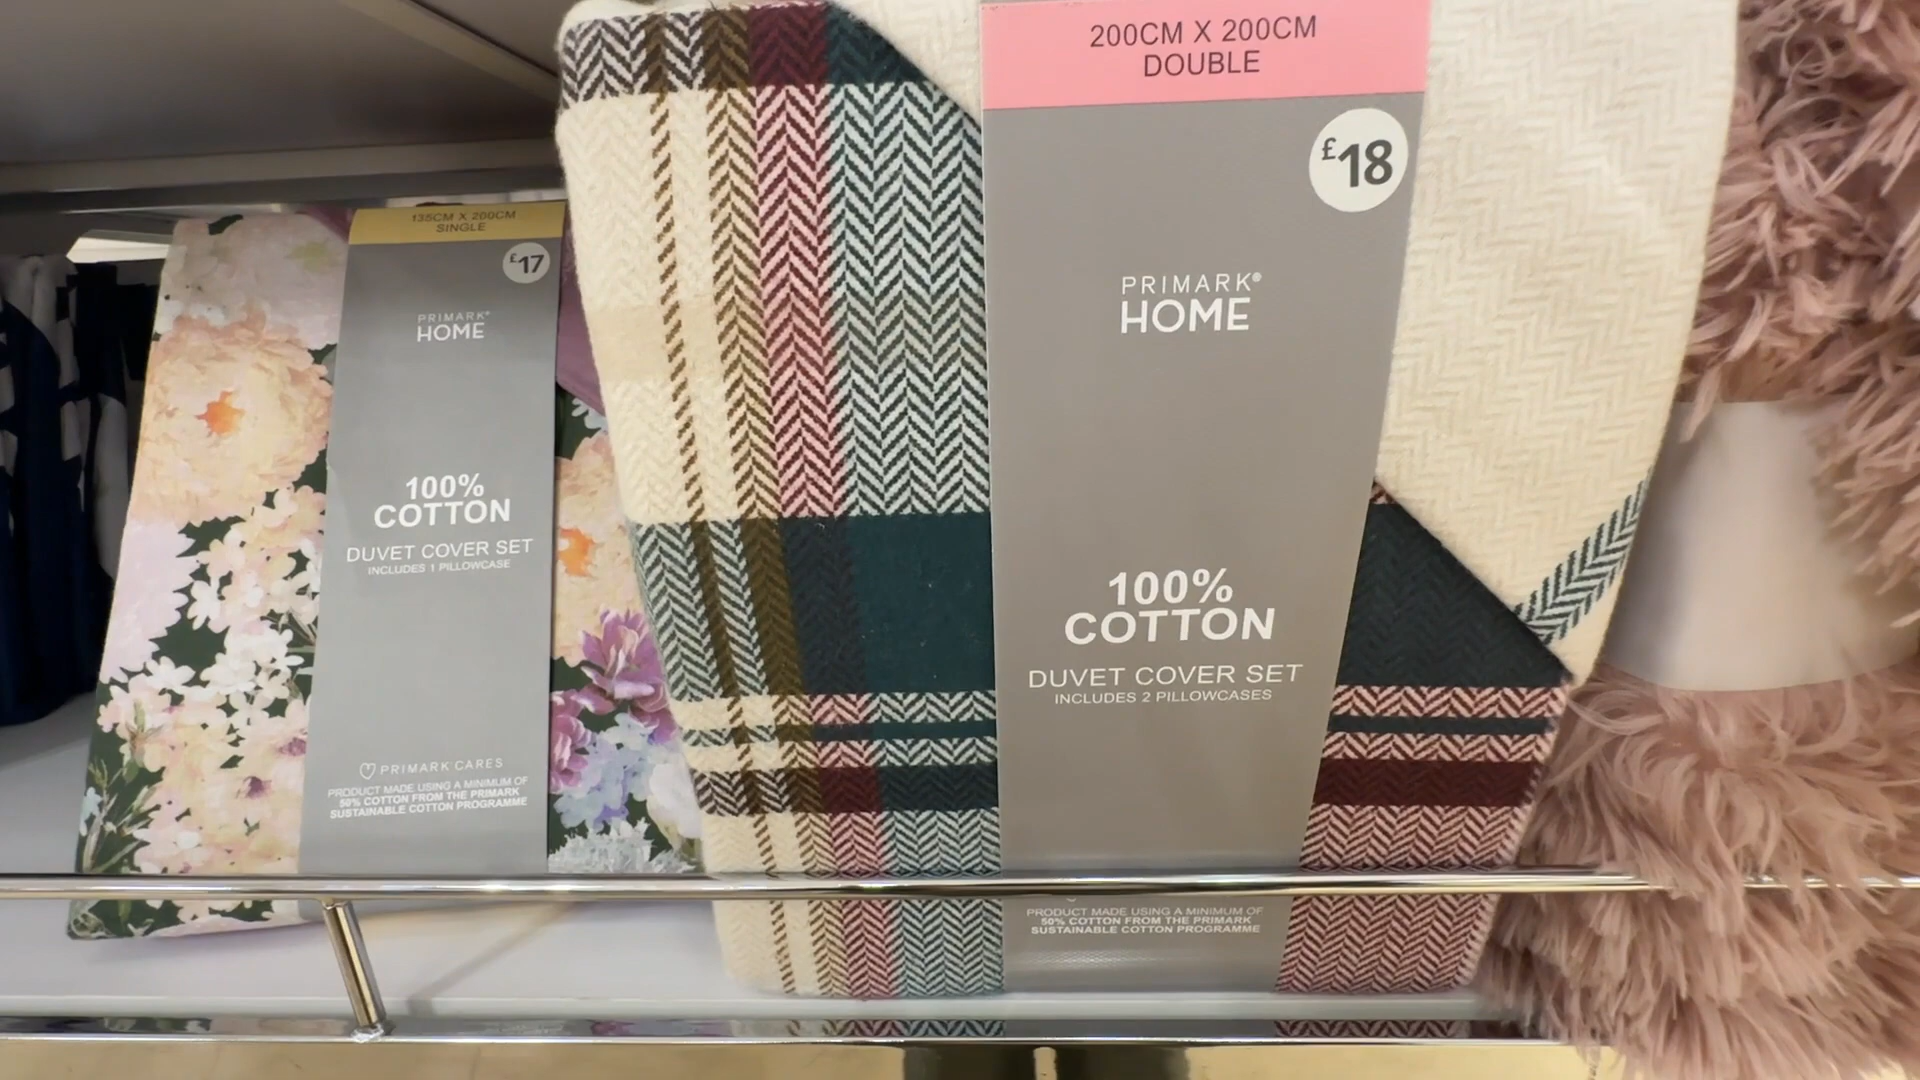 135CM X 200CM
SINGLE
£17
PRIMARK®
HOME
100%
COTTON
DUVET COVER SET
INCLUDES 1 PILLOWCASE
PRIMARK CARES
PRODUCT MADE USING A MINIMUM OF
50% COTTON FROM THE PRIMARK
SUSTAINABLE COTTON PROGRAMME
200CM X 200CM
DOUBLE
£18
PRIMARK®
HOME
100%
COTTON
DUVET COVER SET
INCLUDES 2 PILLOWCASES
PRODUCT MADE USING A MINIMUM OF
50% COTTON FROM THE PRIMARK
SUSTAINABLE COTTON PROGRAMME